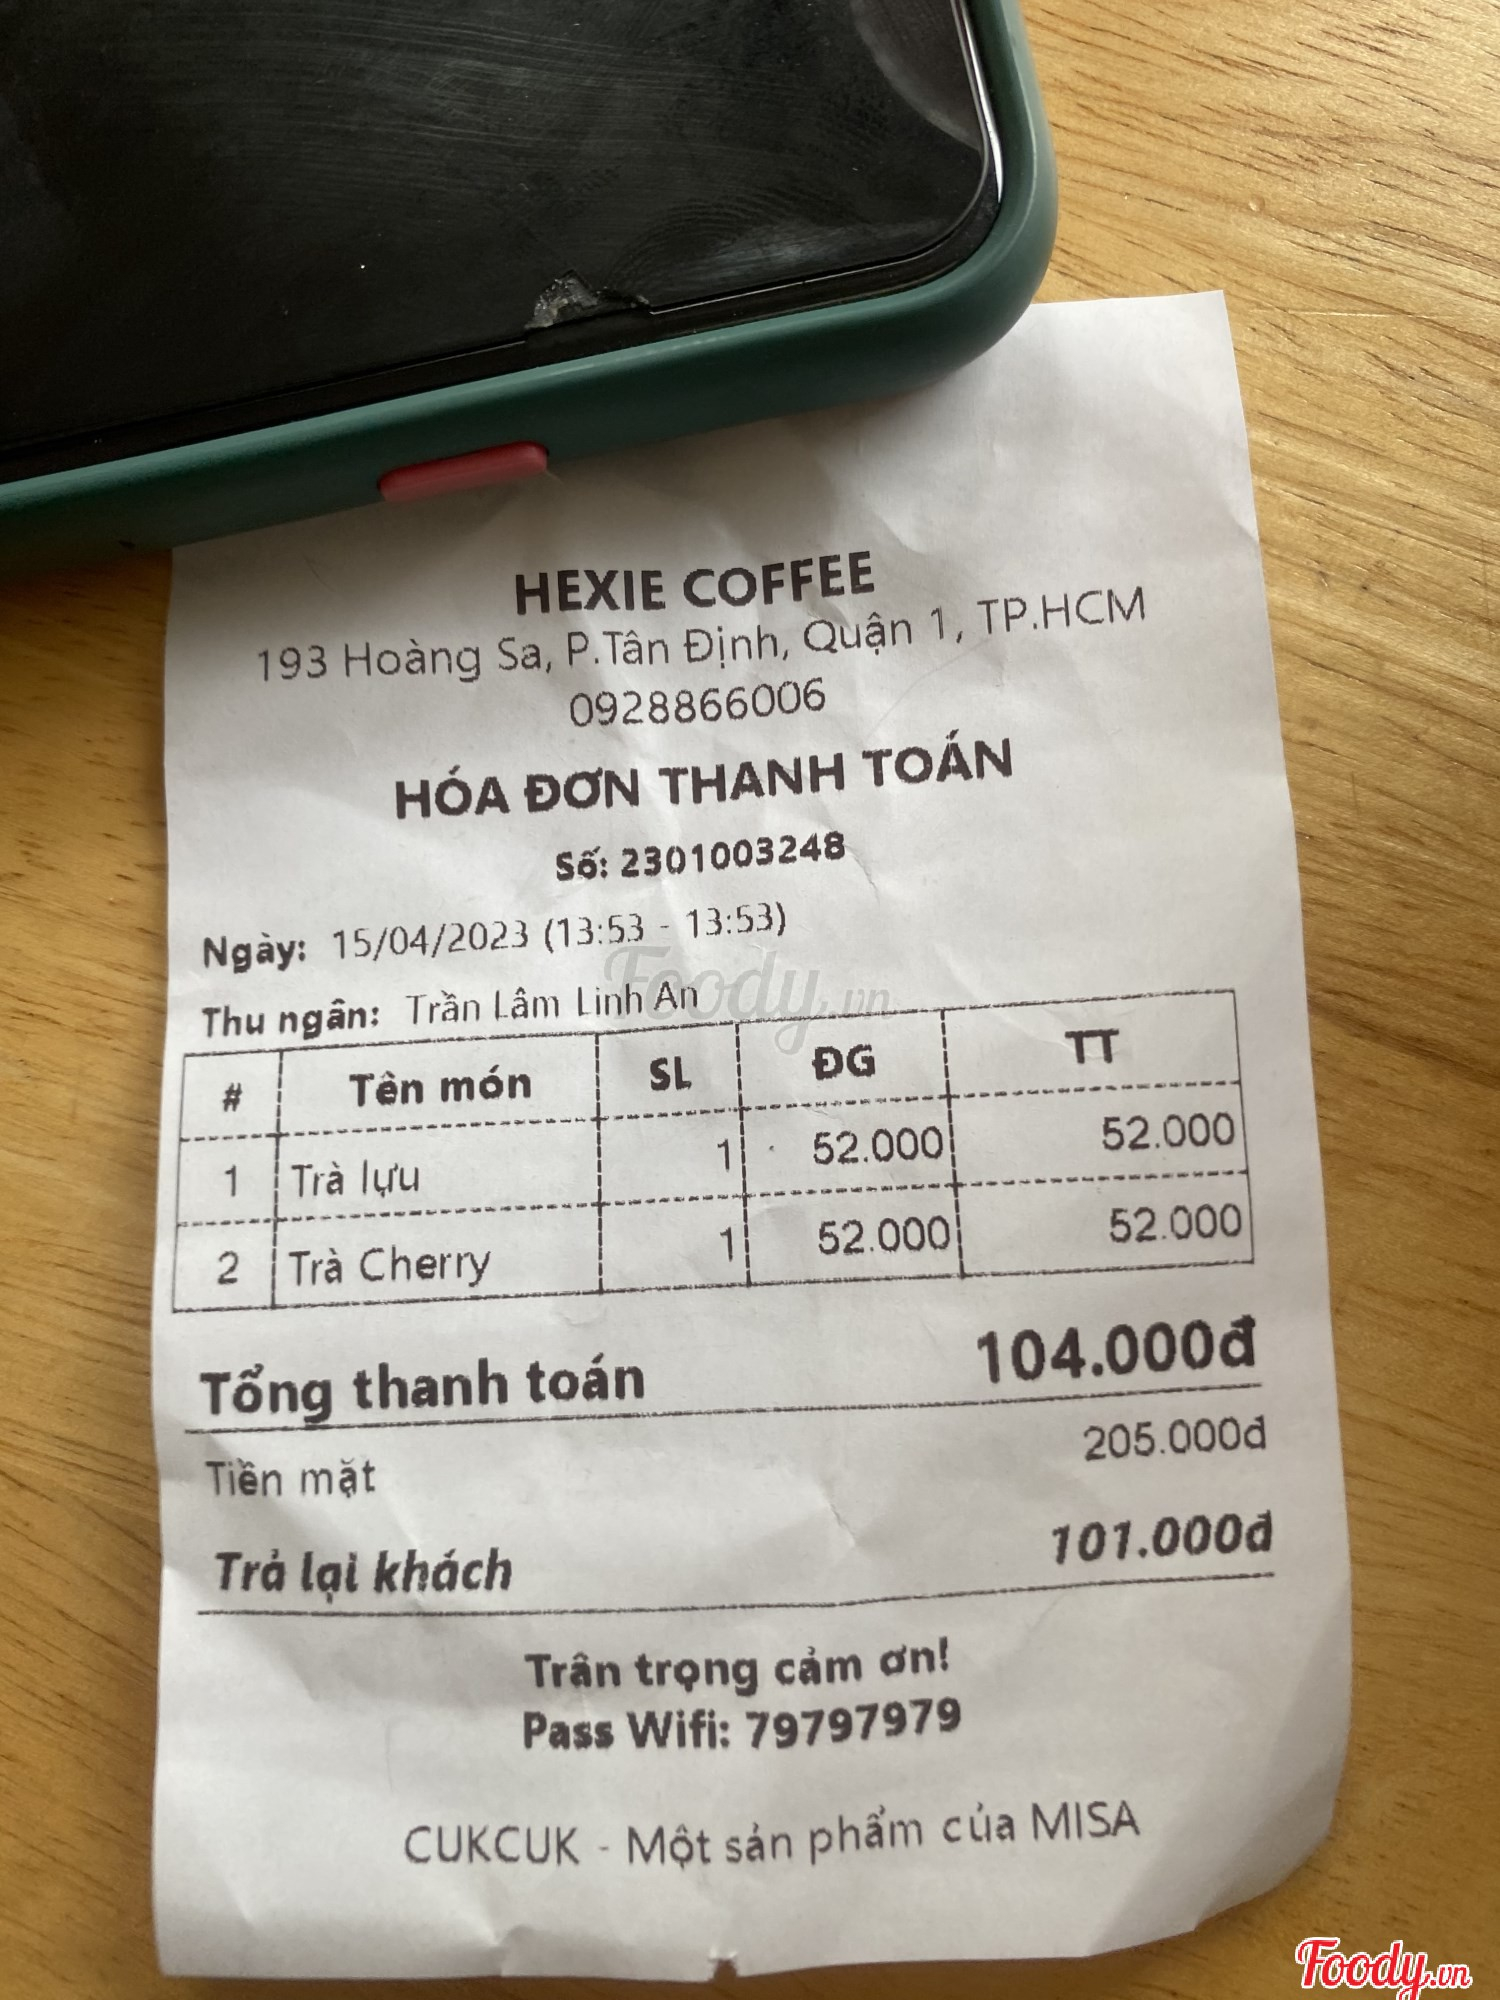 HEXIE COFFEE
193 Hoàng Sa, P.Tân Định, Quận 1, TP.HCM
0928866006
HÓA ĐƠN THANH TOÁN
Số: 2301003248
Ngày: 15/04/2023 (13:53 - 13:53)
Thu ngân: Trần Lâm Linh An
Foody.vn
# Tên món SL ĐG TT
1 Trà lựu 1 52.000 52.000
2 Trà Cherry 1 52.000 52.000
Tổng thanh toán 104.000đ
Tiền mặt 205.000đ
Trả lại khách 101.000đ
Trân trọng cảm ơn!
Pass Wifi: 79797979
CUKCUK - Một sản phẩm của MISA
Foody.vn